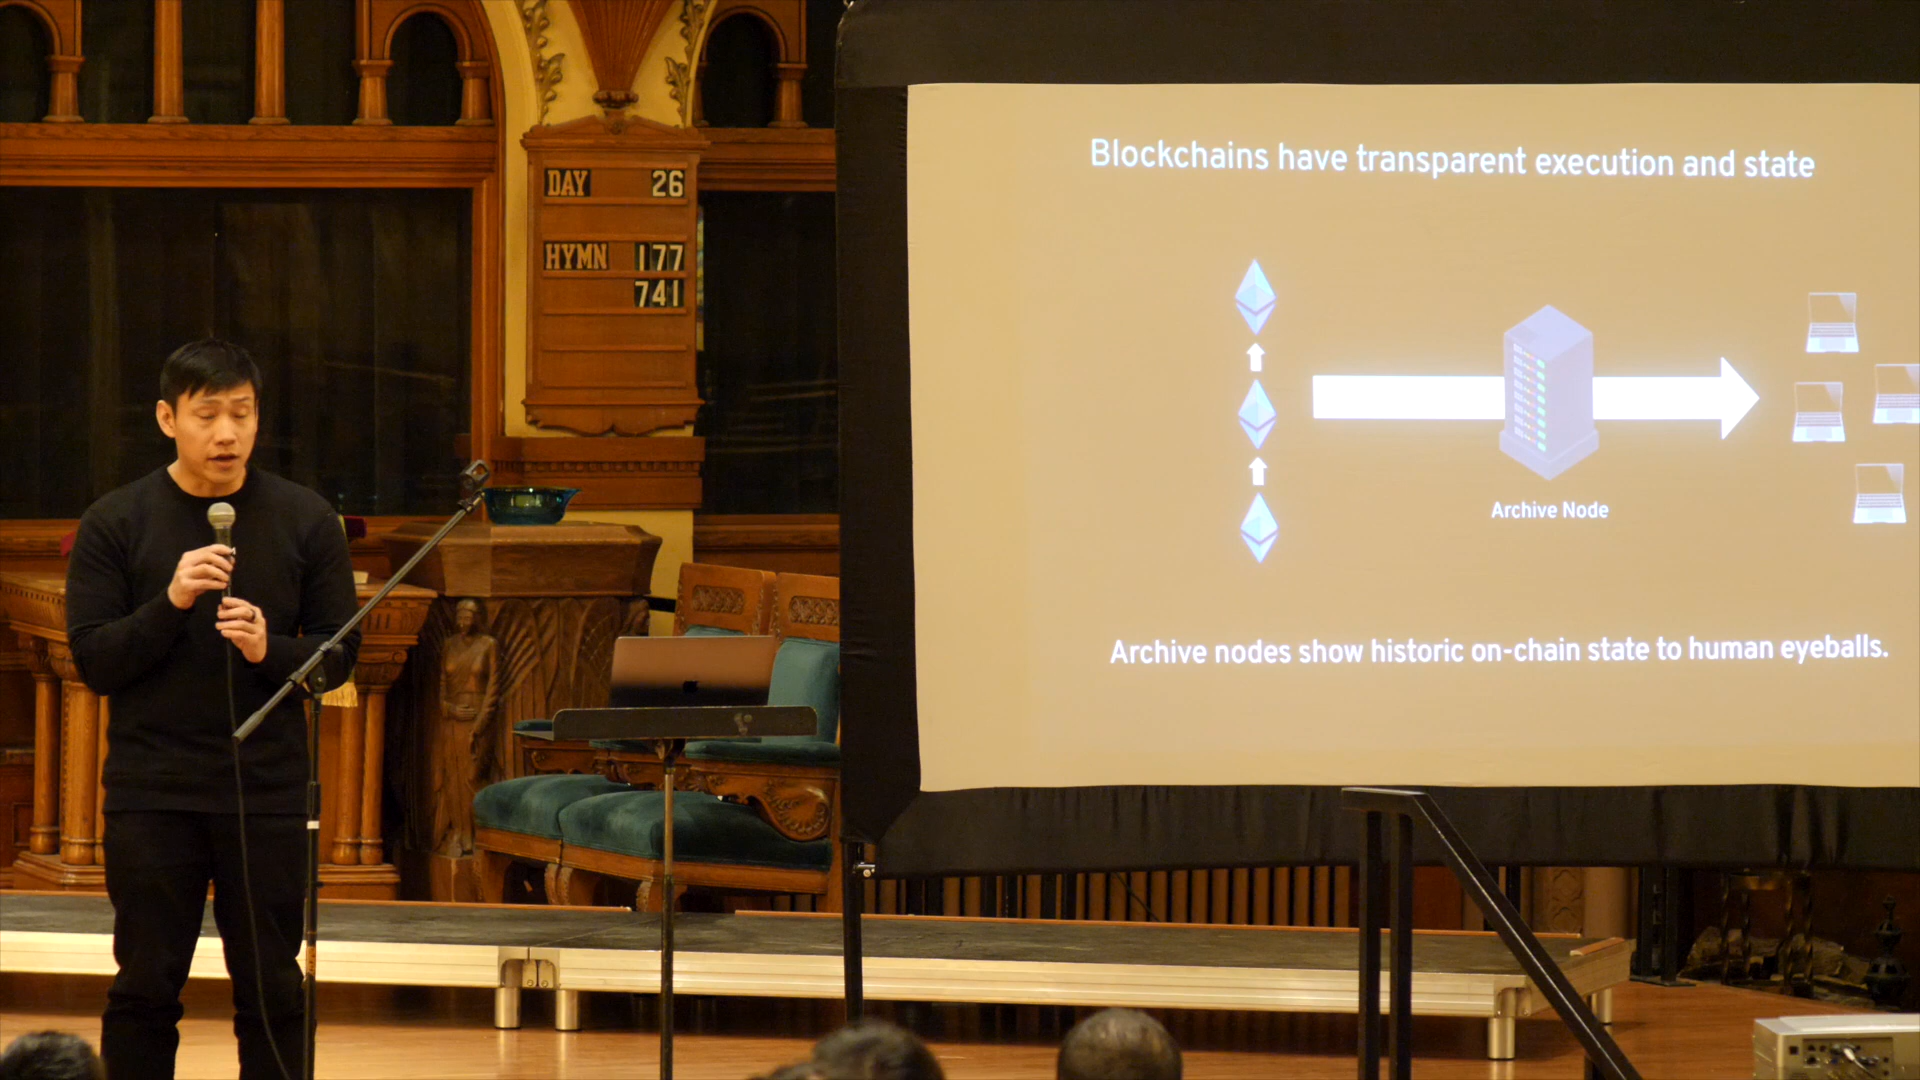 DAY 26
HYMN 177
741
Blockchains have transparent execution and state
Archive Node
Archive nodes show historic on-chain state to human eyeballs.